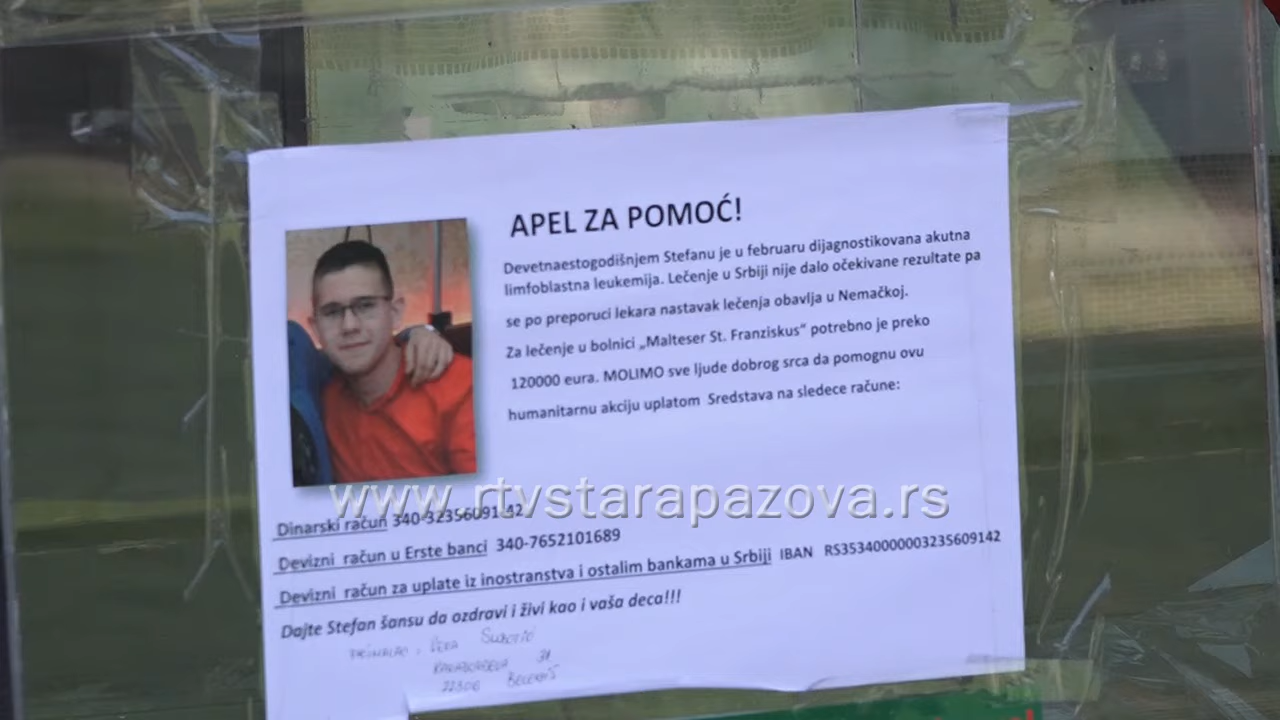 APEL ZA POMOĆ!
Devetnaestogodišnjem Stefanu je u februaru dijagnostikovana akutna
limfoblastna leukemija. Lečenje u Srbiji nije dalo očekivane rezultate pa
se po preporuci lekara nastavak lečenja obavlja u Nemačkoj.
Za lečenje u bolnici „Malteser St. Franziskus" potrebno je preko
120000 eura. MOLIMO sve ljude dobrog srca da pomognu ovu
humanitarnu akciju uplatom Sredstava na sledece račune:
www.rtvstarapazova.rs
Dinarski račun 340-32356091-42
Devizni račun u Erste banci 340-7652101689
Devizni račun za uplate iz inostranstva i ostalim bankama u Srbiji IBAN RS35340000003235609142
Dajte Stefan šansu da ozdravi i živi kao i vaša deca!!!
31
22306